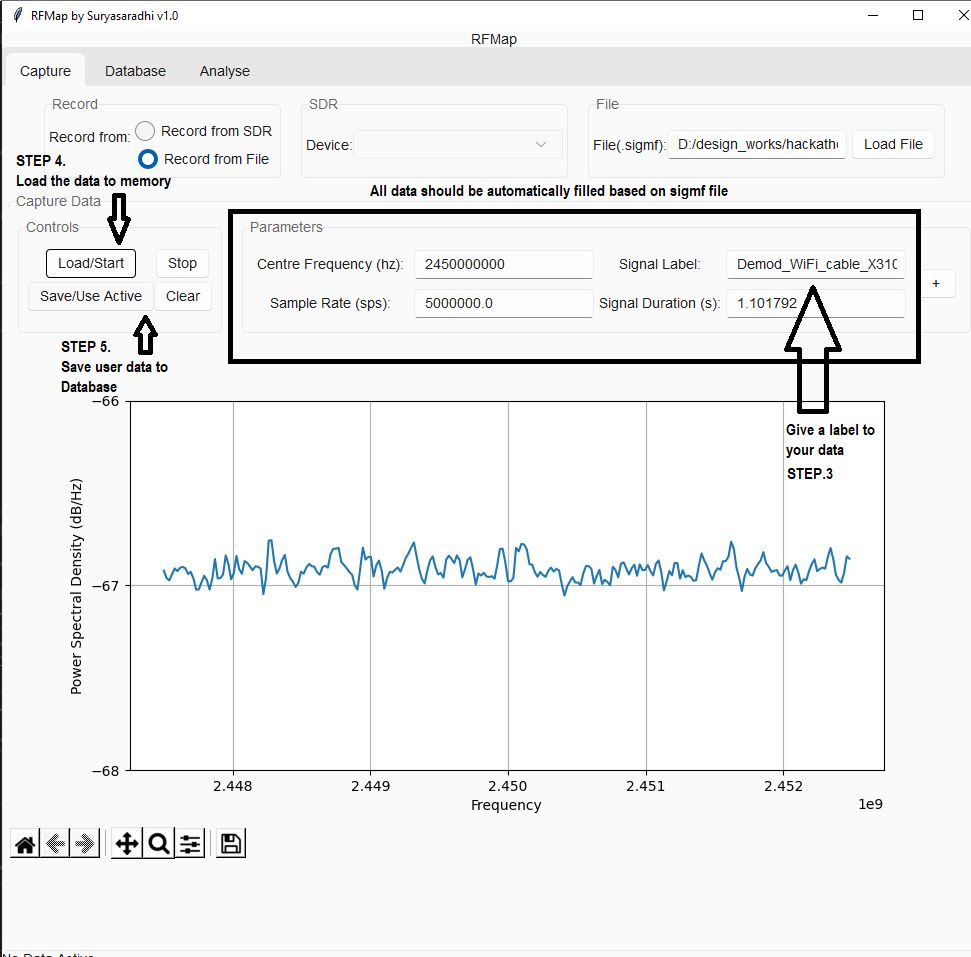 RFMap by Suryasaradhi v1.0
RFMap
Capture Database Analyse
Record
Record from:
Record from SDR
Record from File
SDR
Device:
File
File(.sigmf): D:/design_works/hackatho Load File
STEP 4.
Load the data to memory
All data should be automatically filled based on sigmf file
Capture Data
Controls
Load/Start Stop
Save/Use Active Clear
Parameters
Centre Frequency (hz): 2450000000 Signal Label: Demod_WiFi_cable_X310
Sample Rate (sps): 5000000.0 Signal Duration (s): 1.101792
+
STEP 5.
Save user data to
Database
Give a label to
your data
STEP.3
Power Spectral Density (dB/Hz)
−66
−67
−68
2.448 2.449 2.450 2.451 2.452
Frequency
1e9
No Data Active